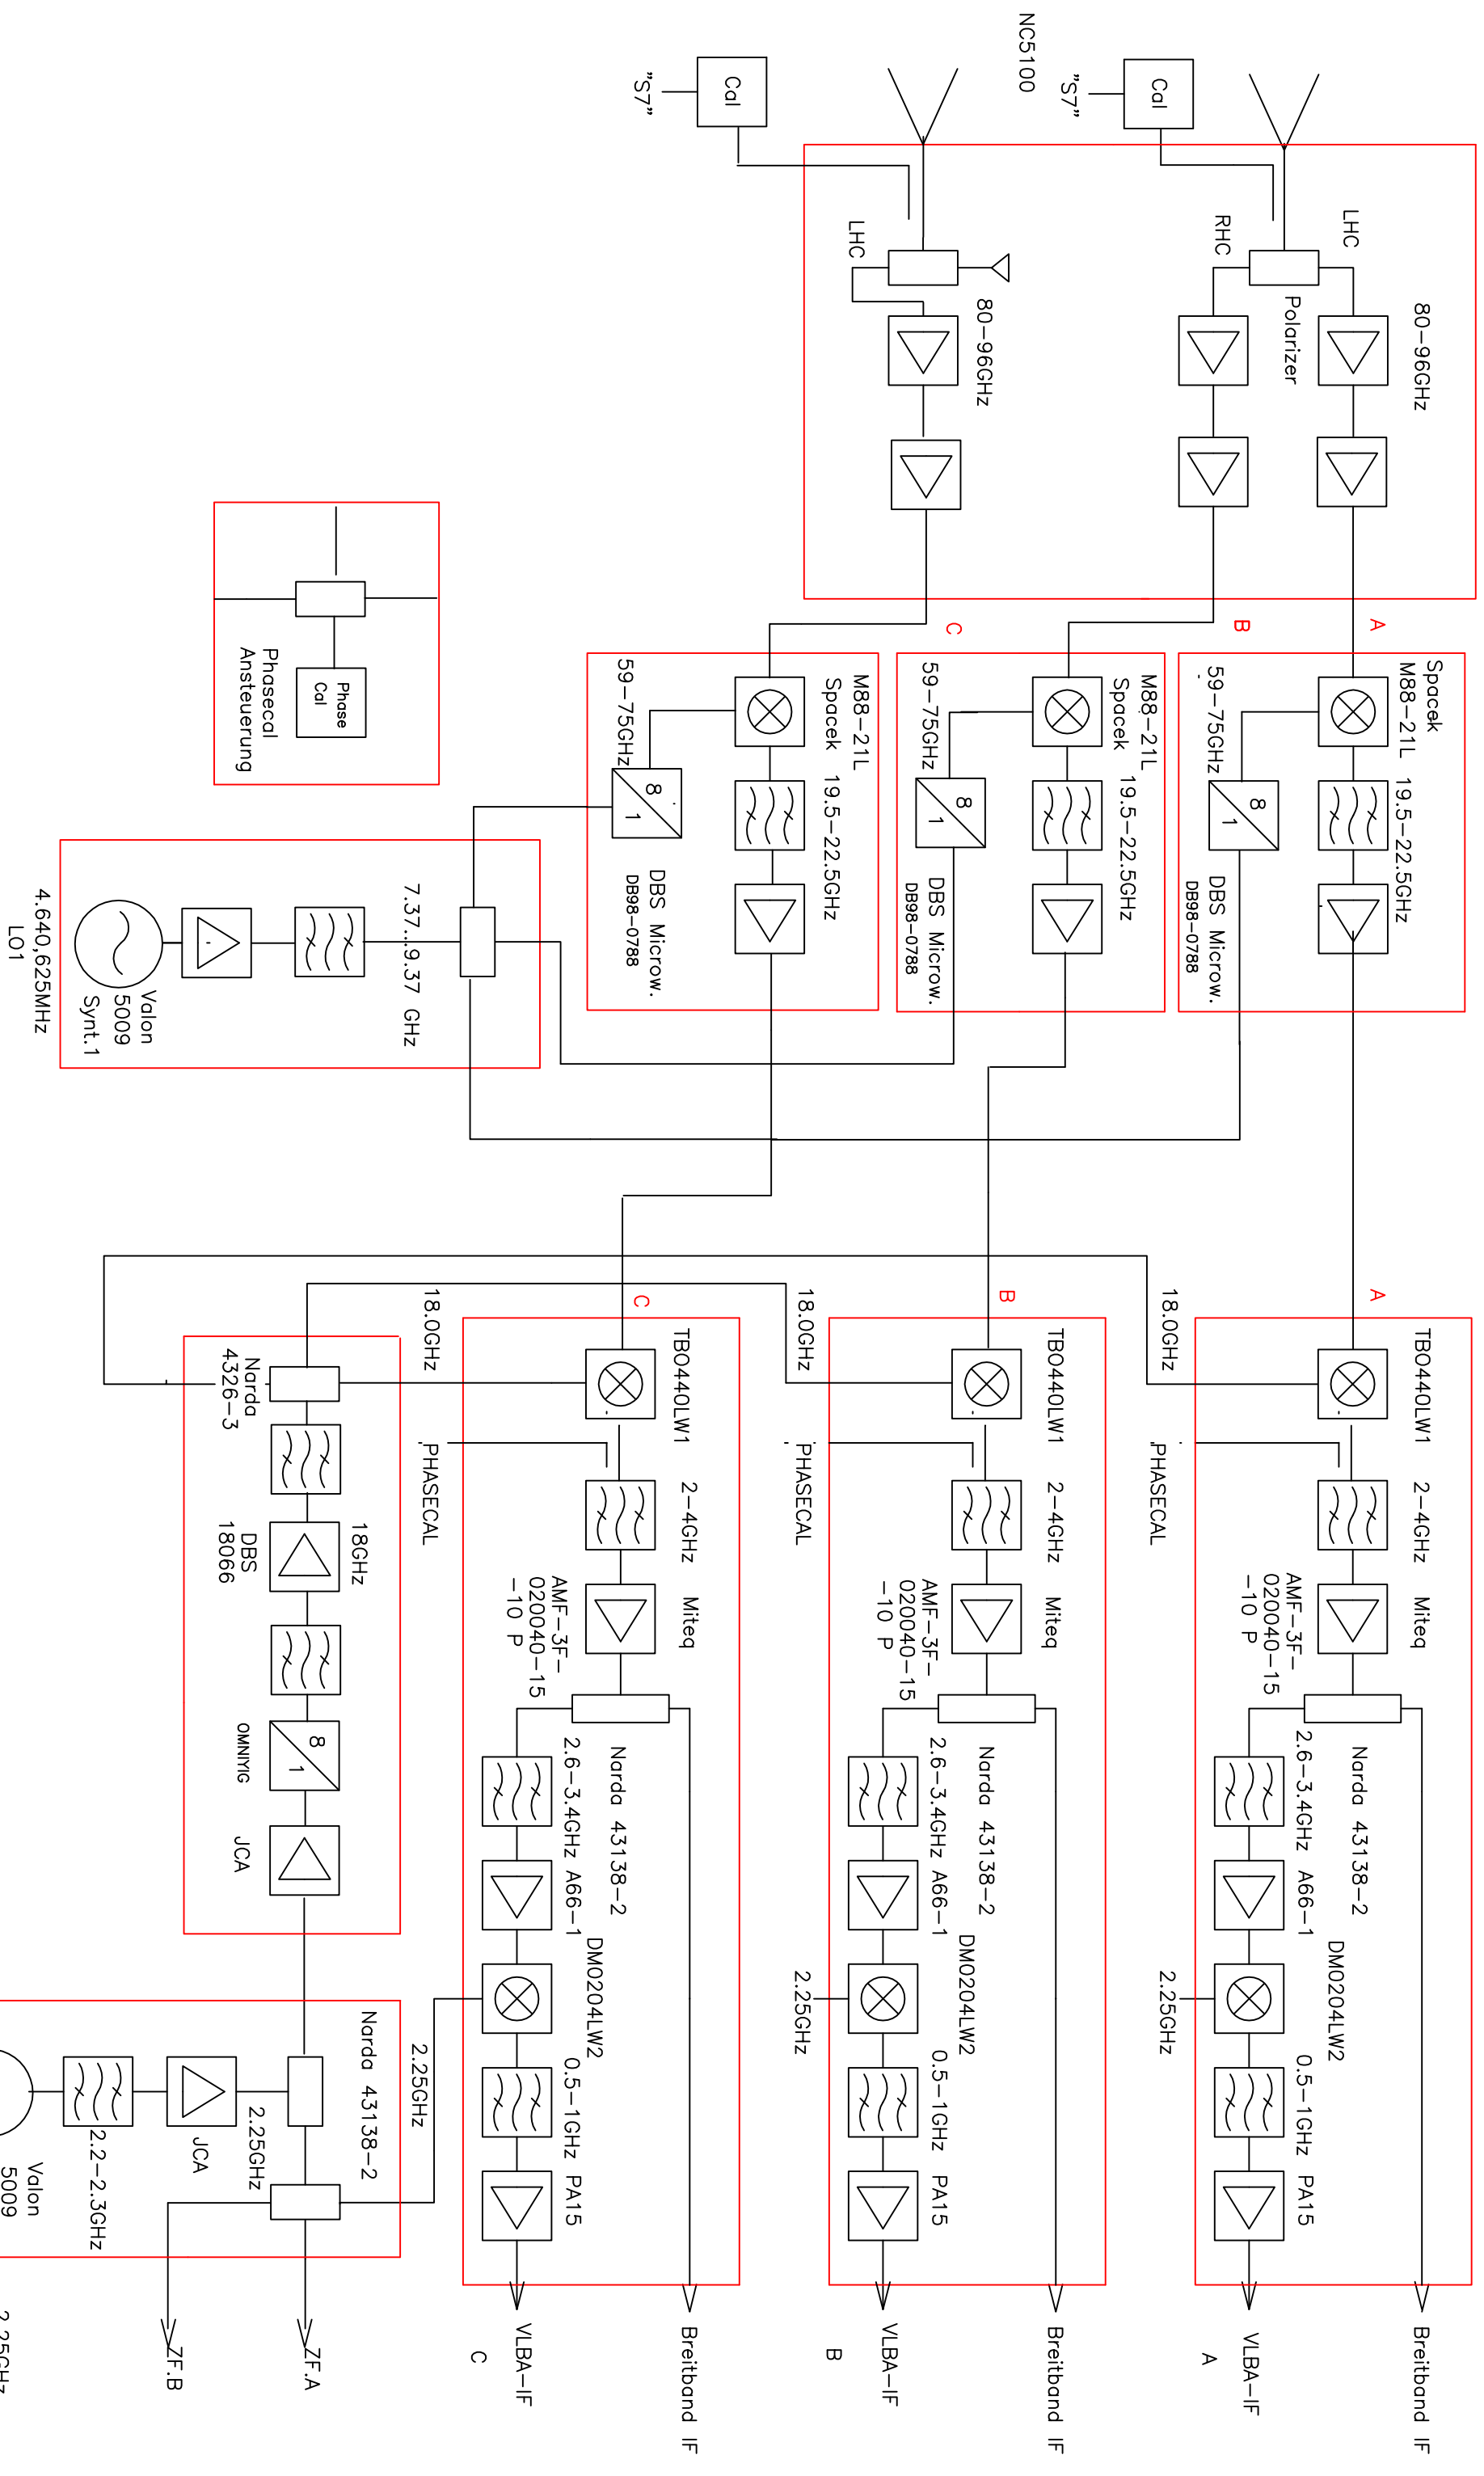 NC5100
Cal
"S7"
Cal
"S7"
LHC
RHC
Polarizer
80-96GHz
LHC
80-96GHz
A
B
C
Spacek
M88-21L 19.5-22.5GHz
59-75GHz
8
1
DBS Microw.
DB98-0788
M88-21L
Spacek 19.5-22.5GHz
59-75GHz
8
1
DBS Microw.
DB98-0788
M88-21L
Spacek 19.5-22.5GHz
59-75GHz
8
1
DBS Microw.
DB98-0788
Phase
Cal
Phasecal
Ansteuerung
7.37...9.37 GHz
Valon
5009
Synt.1
4.640,625MHz
LO1
A
TB0440LW1
2-4GHz
Miteq
18.0GHz
PHASECAL
AMF-3F-
020040-15
-10 P
Narda 43138-2
2.6-3.4GHz A66-1
DM0204LW2
2.25GHz
0.5-1GHz PA15
Breitband IF
VLBA-IF
A
B
TB0440LW1
2-4GHz
Miteq
18.0GHz
PHASECAL
AMF-3F-
020040-15
-10 P
Narda 43138-2
2.6-3.4GHz A66-1
DM0204LW2
2.25GHz
0.5-1GHz PA15
Breitband IF
VLBA-IF
B
C
TB0440LW1
2-4GHz
Miteq
18.0GHz
PHASECAL
AMF-3F-
020040-15
-10 P
Narda 43138-2
2.6-3.4GHz A66-1
DM0204LW2
2.25GHz
0.5-1GHz PA15
Breitband IF
VLBA-IF
C
Narda
4326-3
18GHz
DBS
18066
8
1
OMNIYIG
JCA
Narda 43138-2
2.25GHz
JCA
2.2-2.3GHz
Valon
5009
ZF.A
ZF.B
2.25GHz